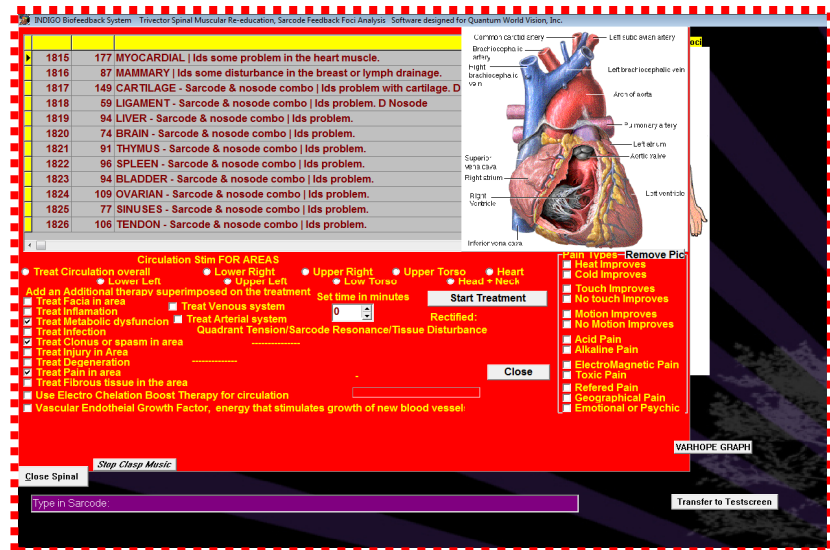 INDIGO Biofeedback System    Trivector Spinal Muscular Re-education, Sarcode Feedback Foci Analysis   Software designed for Quantum World Vision, Inc.
1815 177 MYOCARDIAL | Ids some problem in the heart muscle.
1816 87 MAMMARY | Ids some disturbance in the breast or lymph drainage.
1817 149 CARTILAGE - Sarcode & nosode combo | Ids problem with cartilage. D
1818 59 LIGAMENT - Sarcode & nosode combo | Ids problem. D Nosode
1819 94 LIVER - Sarcode & nosode combo | Ids problem.
1820 74 BRAIN - Sarcode & nosode combo | Ids problem.
1821 91 THYMUS - Sarcode & nosode combo | Ids problem.
1822 96 SPLEEN - Sarcode & nosode combo | Ids problem.
1823 94 BLADDER - Sarcode & nosode combo | Ids problem.
1824 109 OVARIAN - Sarcode & nosode combo | Ids problem.
1825 77 SINUSES - Sarcode & nosode combo | Ids problem.
1826 106 TENDON - Sarcode & nosode combo | Ids problem.
Common carotid artery
Left subclavian artery
Brachiocephalic
artery
Right
brachiocephalic
vein
Left brachiocephalic vein
Arch of aorta
Pulmonary artery
Left atrium
Aortic valve
Superior
vena cava
Right atrium
Right
Ventricle
Left ventricle
Inferior vena cava
oci
Circulation Stim FOR AREAS
Treat Circulation overall
Lower Right
Upper Right
Upper Torso
Heart
Lower Left
Upper Left
Low Torso
Head + Neck
Add an Additional therapy superimposed on the treatment
Treat Facia in area
Treat Inflamation
Treat Metabolic dysfuncion
Treat Infection
Treat Clonus or spasm in area
Treat Injury in Area
Treat Degeneration
Treat Pain in area
Treat Fibrous tissue in the area
Use Electro Chelation Boost Therapy for circulation
Vascular Endotheial Growth Factor, energy that stimulates growth of new blood vessel
Treat Venous system
Treat Arterial system
Set time in minutes
0
Start Treatment
Rectified:
Quadrant Tension/Sarcode Resonance/Tissue Disturbance
---------------
--------------
-
Close
Pain Types
Remove Pic
Heat Improves
Cold Improves
Touch Improves
No touch Improves
Motion Improves
No Motion Improves
Acid Pain
Alkaline Pain
ElectroMagnetic Pain
Toxic Pain
Refered Pain
Geographical Pain
Emotional or Psychic
VARHOPE GRAPH
Stop Clasp Music
Close Spinal
Type in Sarcode:
Transfer to Testscreen